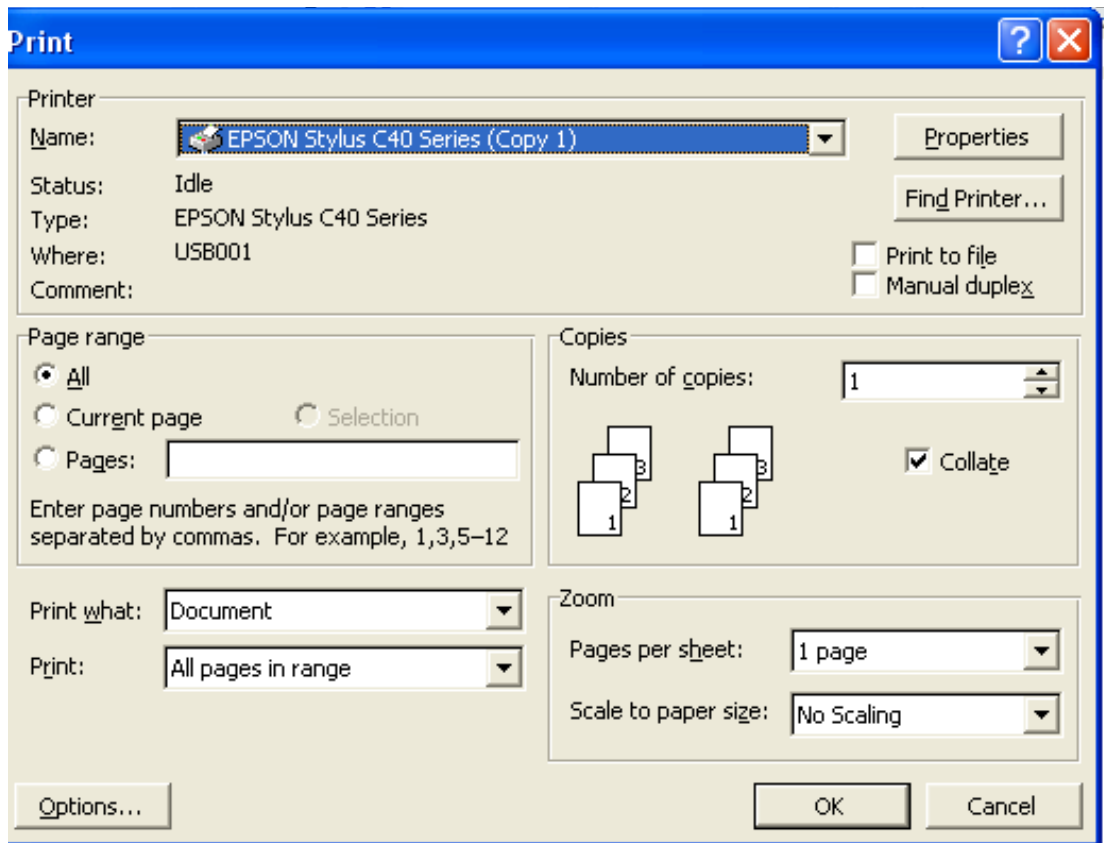 Print
Printer
Name: EPSON Stylus C40 Series (Copy 1) Properties
Status: Idle
Find Printer...
Type: EPSON Stylus C40 Series
Where: USB001
Print to file
Comment:
Manual duplex
Page range
All
Current page Selection
Pages:
Enter page numbers and/or page ranges
separated by commas. For example, 1,3,5–12
Copies
Number of copies: 1
3 3
2 2
1 1
Collate
Print what: Document
Print: All pages in range
Zoom
Pages per sheet: 1 page
Scale to paper size: No Scaling
Options... OK Cancel